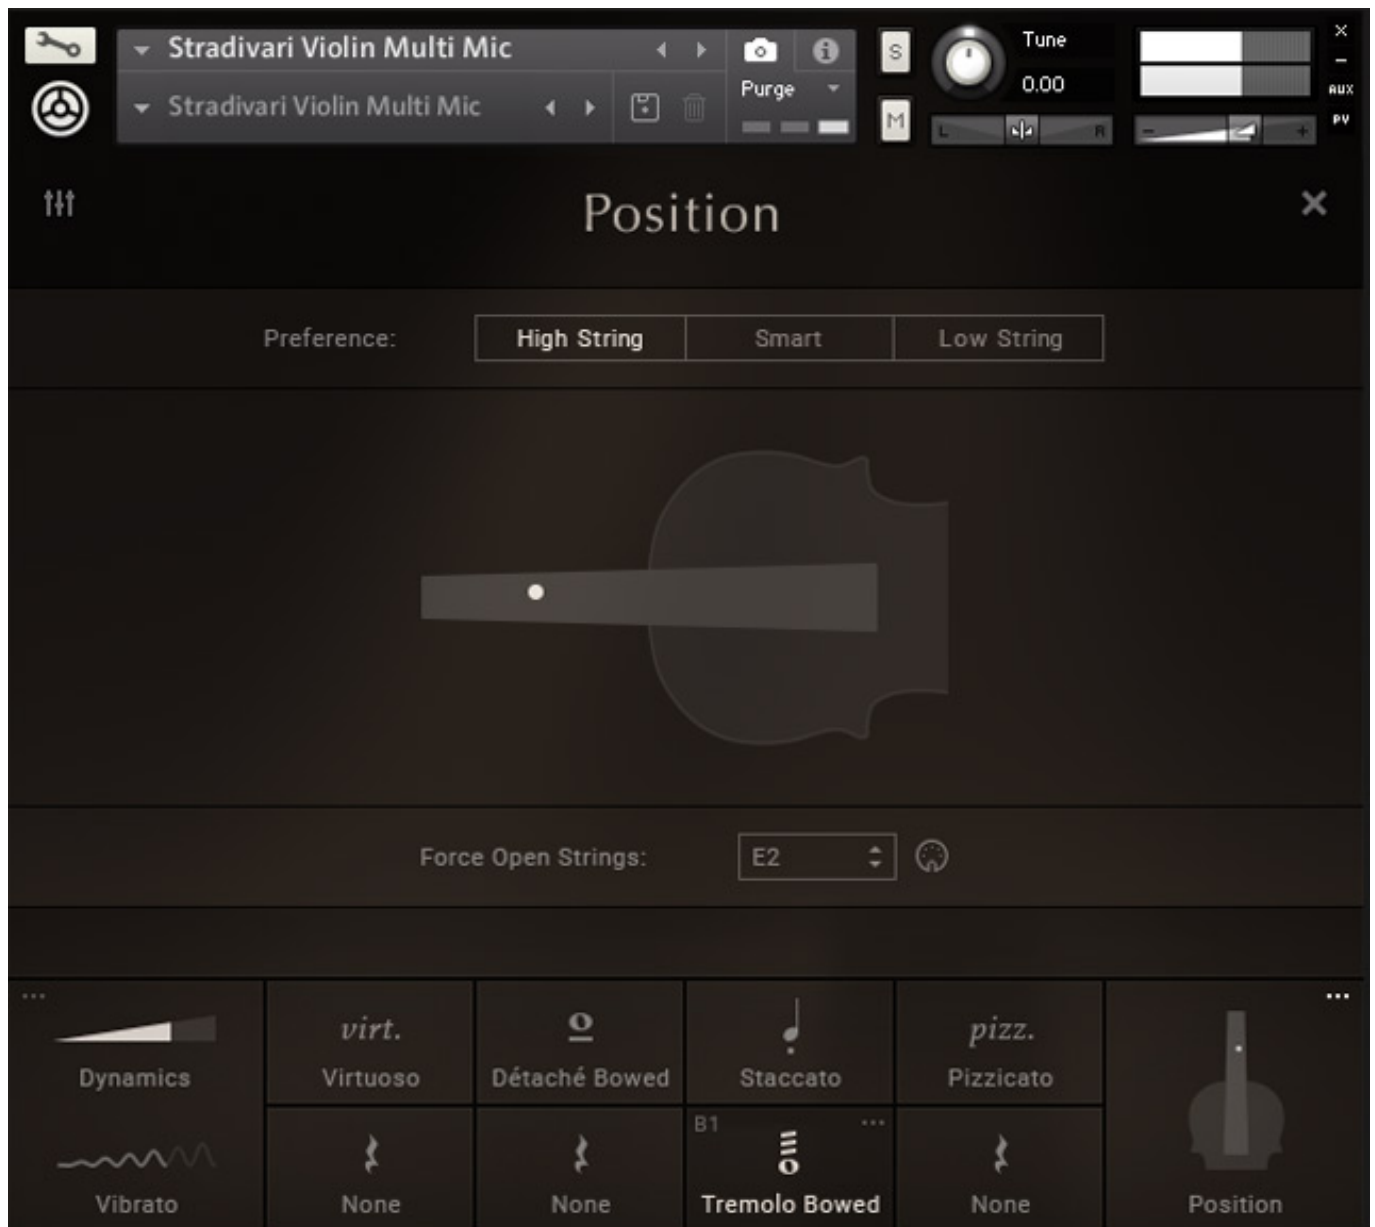 Stradivari Violin Multi Mic
Stradivari Violin Multi Mic
Purge
S
M
Tune
0.00
L
R
-
+
x
-
AUX
PV
Position
Preference:
High String
Smart
Low String
Force Open Strings:
E2
Dynamics
virt.
Virtuoso
Détaché Bowed
Staccato
pizz.
Pizzicato
Vibrato
None
None
B1
Tremolo Bowed
None
Position